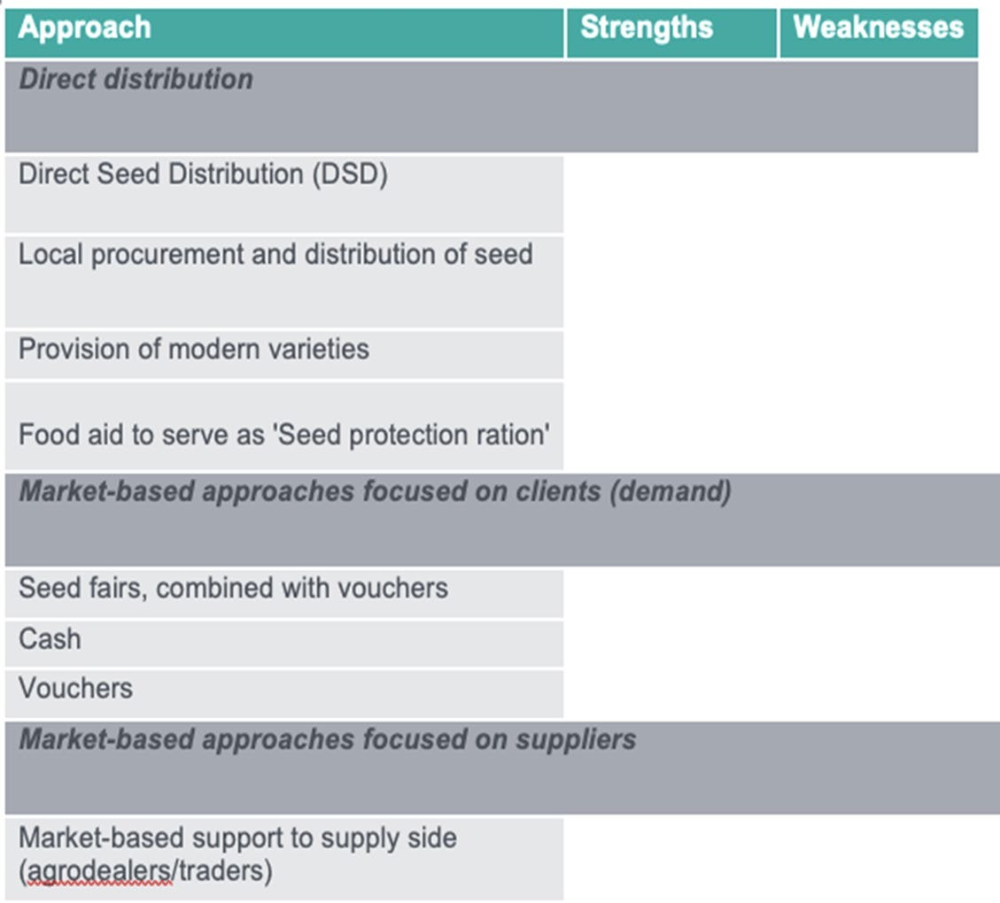 Approach Strengths Weaknesses
Direct distribution
Direct Seed Distribution (DSD)
Local procurement and distribution of seed
Provision of modern varieties
Food aid to serve as 'Seed protection ration'
Market-based approaches focused on clients (demand)
Seed fairs, combined with vouchers
Cash
Vouchers
Market-based approaches focused on suppliers
Market-based support to supply side
(agrodealers/traders)